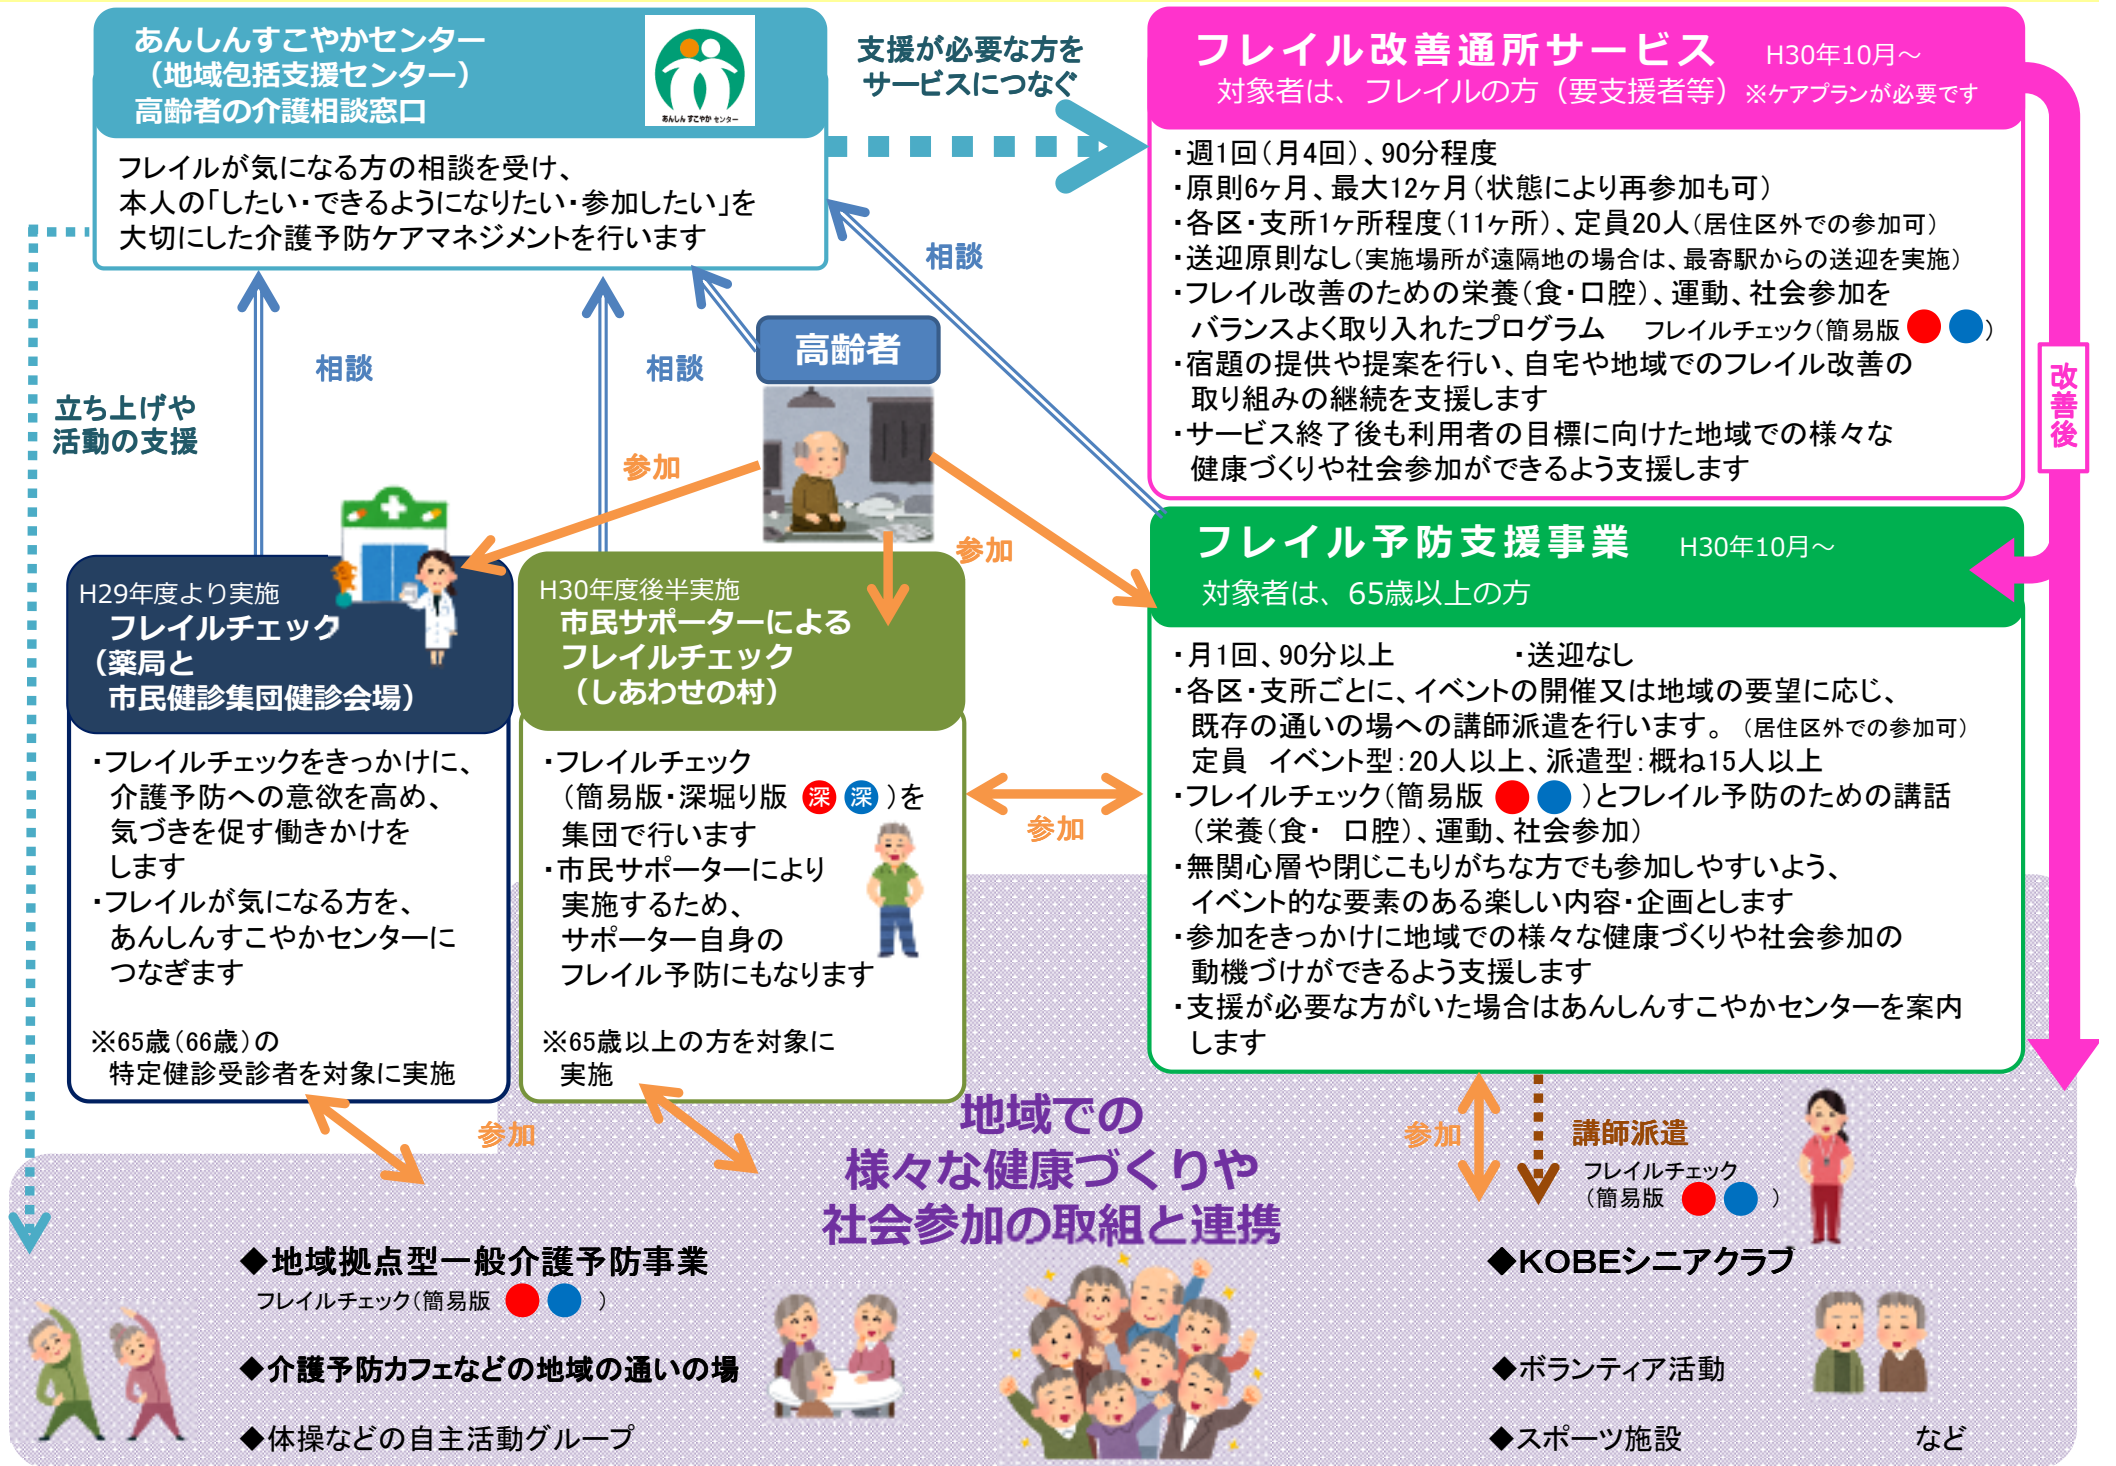 あんしんすこやかセンター
（地域包括支援センター）
高齢者の介護相談窓口
あんしん すこやか センター
フレイルが気になる方の相談を受け、
本人の「したい・できるようになりたい・参加したい」を
大切にした介護予防ケアマネジメントを行います
支援が必要な方を
サービスにつなぐ
フレイル改善通所サービス　H30年10月～
対象者は、フレイルの方（要支援者等）※ケアプランが必要です
・週1回（月4回）、90分程度
・原則6ヶ月、最大12ヶ月（状態により再参加も可）
・各区・支所1ヶ所程度（11ヶ所）、定員20人（居住区外での参加可）
・送迎原則なし（実施場所が遠隔地の場合は、最寄駅からの送迎を実施）
・フレイル改善のための栄養（食・口腔）、運動、社会参加を
バランスよく取り入れたプログラム　フレイルチェック（簡易版　）
・宿題の提供や提案を行い、自宅や地域でのフレイル改善の
取り組みの継続を支援します
・サービス終了後も利用者の目標に向けた地域での様々な
健康づくりや社会参加ができるよう支援します
改善後
相談
相談
相談
高齢者
立ち上げや
活動の支援
参加
参加
フレイル予防支援事業　H30年10月～
対象者は、65歳以上の方
・月1回、90分以上　・送迎なし
・各区・支所ごとに、イベントの開催又は地域の要望に応じ、
既存の通いの場への講師派遣を行います。（居住区外での参加可）
定員　イベント型：20人以上、派遣型：概ね15人以上
・フレイルチェック（簡易版　）とフレイル予防のための講話
（栄養（食・　口腔）、運動、社会参加）
・無関心層や閉じこもりがちな方でも参加しやすいよう、
イベント的な要素のある楽しい内容・企画とします
・参加をきっかけに地域での様々な健康づくりや社会参加の
動機づけができるよう支援します
・支援が必要な方がいた場合はあんしんすこやかセンターを案内
します
H29年度より実施
フレイルチェック
（薬局と
市民健診集団健診会場）
・フレイルチェックをきっかけに、
介護予防への意欲を高め、
気づきを促す働きかけを
します
・フレイルが気になる方を、
あんしんすこやかセンターに
つなぎます
※65歳（66歳）の
特定健診受診者を対象に実施
H30年度後半実施
市民サポーターによる
フレイルチェック
（しあわせの村）
・フレイルチェック
（簡易版・深堀り版　深　深　）を
集団で行います
・市民サポーターにより
実施するため、
サポーター自身の
フレイル予防にもなります
※65歳以上の方を対象に
実施
参加
参加
地域での
様々な健康づくりや
社会参加の取組と連携
参加
講師派遣
フレイルチェック
（簡易版　）
◆地域拠点型一般介護予防事業
フレイルチェック（簡易版　）
◆介護予防カフェなどの地域の通いの場
◆体操などの自主活動グループ
◆KOBEシニアクラブ
◆ボランティア活動
◆スポーツ施設　など